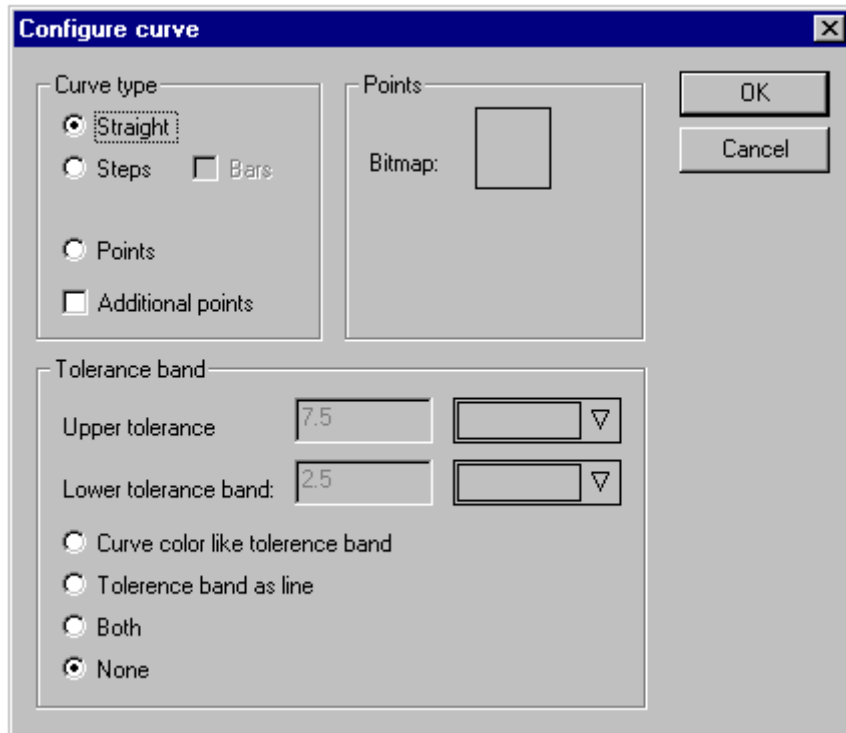 Configure curve
Curve type
Straight
Steps
Bars
Points
Additional points
Points
Bitmap:
OK
Cancel
Tolerance band
Upper tolerance
7.5
Lower tolerance band:
2.5
Curve color like tolerence band
Tolerence band as line
Both
None